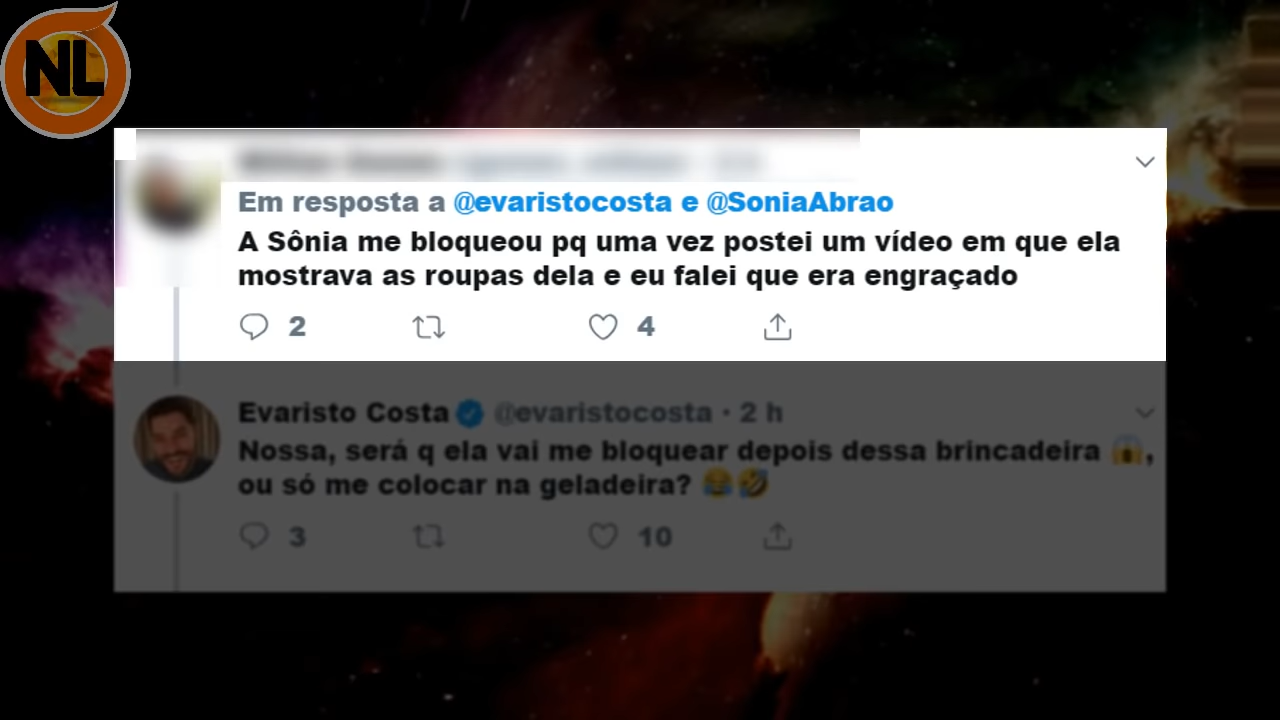 NL
Em resposta a @evaristocosta e @SoniaAbrao
A Sônia me bloqueou pq uma vez postei um vídeo em que ela
mostrava as roupas dela e eu falei que era engraçado
2 4
Evaristo Costa @evaristocosta · 2 h
Nossa, será q ela vai me bloquear depois dessa brincadeira 😱,
ou só me colocar na geladeira? 😂🤣
3 10